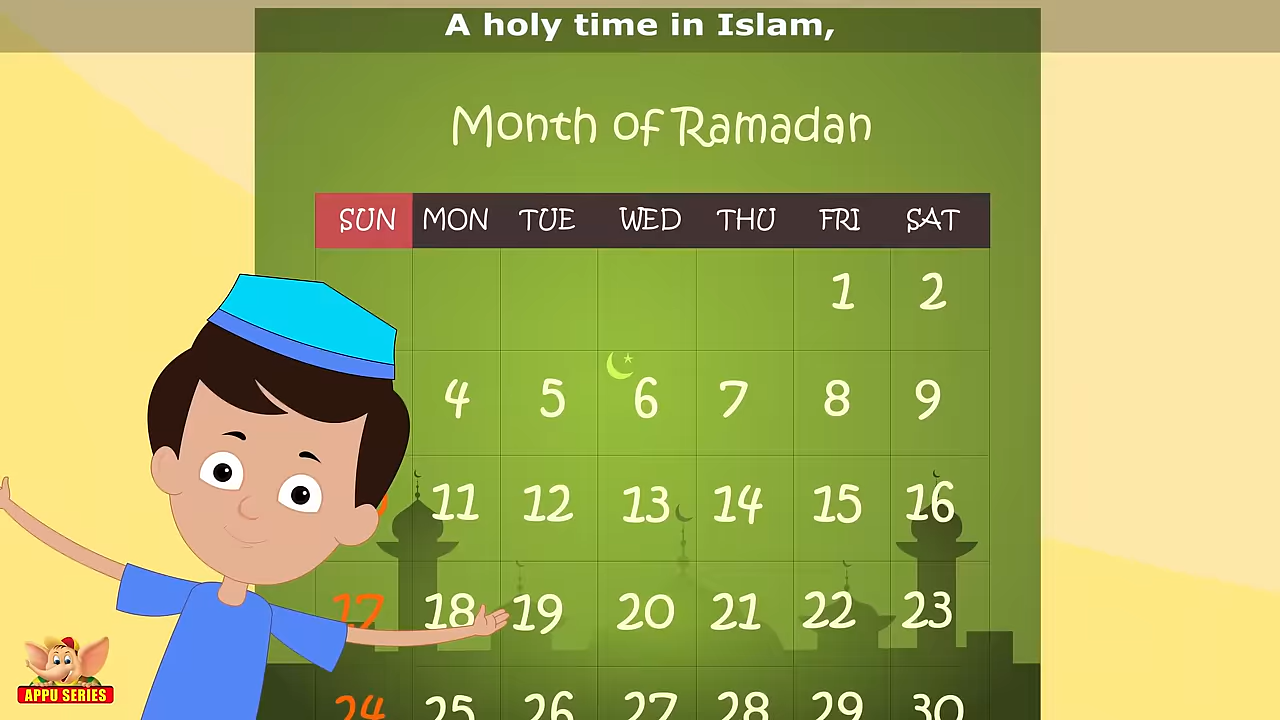 A holy time in Islam,
Month of Ramadan
SUN MON TUE WED THU FRI SAT
1 2
4 5 6 7 8 9
11 12 13 14 15 16
17 18 19 20 21 22 23
24 25 26 27 28 29 30
APPU SERIES